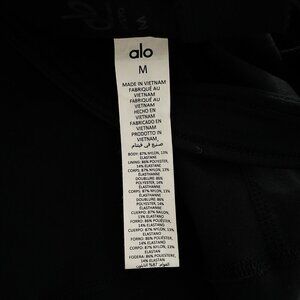 alo
M
MADE IN VIETNAM
FABRIQUÉ AU
VIETNAM
FABRIQUÉ AU
VIETNAM
HECHO EN
VIETNAM
FABRICADO EN
VIETNAM
PRODOTTO IN
VIETNAM
صنع في فيتنام
BODY: 87% NYLON, 13%
ELASTANE
LINING: 86% POLYESTER,
14% ELASTANE
CORPS: 87% NYLON, 13%
ÉLASTHANNE
DOUBLURE: 86%
POLYESTER, 14%
ÉLASTHANNE
CORPS: 87% NYLON, 13%
ÉLASTHANNE
DOUBLURE: 86%
POLYESTER, 14%
ÉLASTHANNE
CUERPO: 87% NYLON,
13% ELASTANO
FORRO: 86% POLIÉSTER,
14% ELASTANO
CUERPO: 87% NYLON, 13%
ELASTANO
FORRO: 86% POLIÉSTER,
14% ELASTANO
CORPO: 87% NYLON, 13%
ELASTAN
FODERA: 86% POLIESTERE,
14% ELASTAN